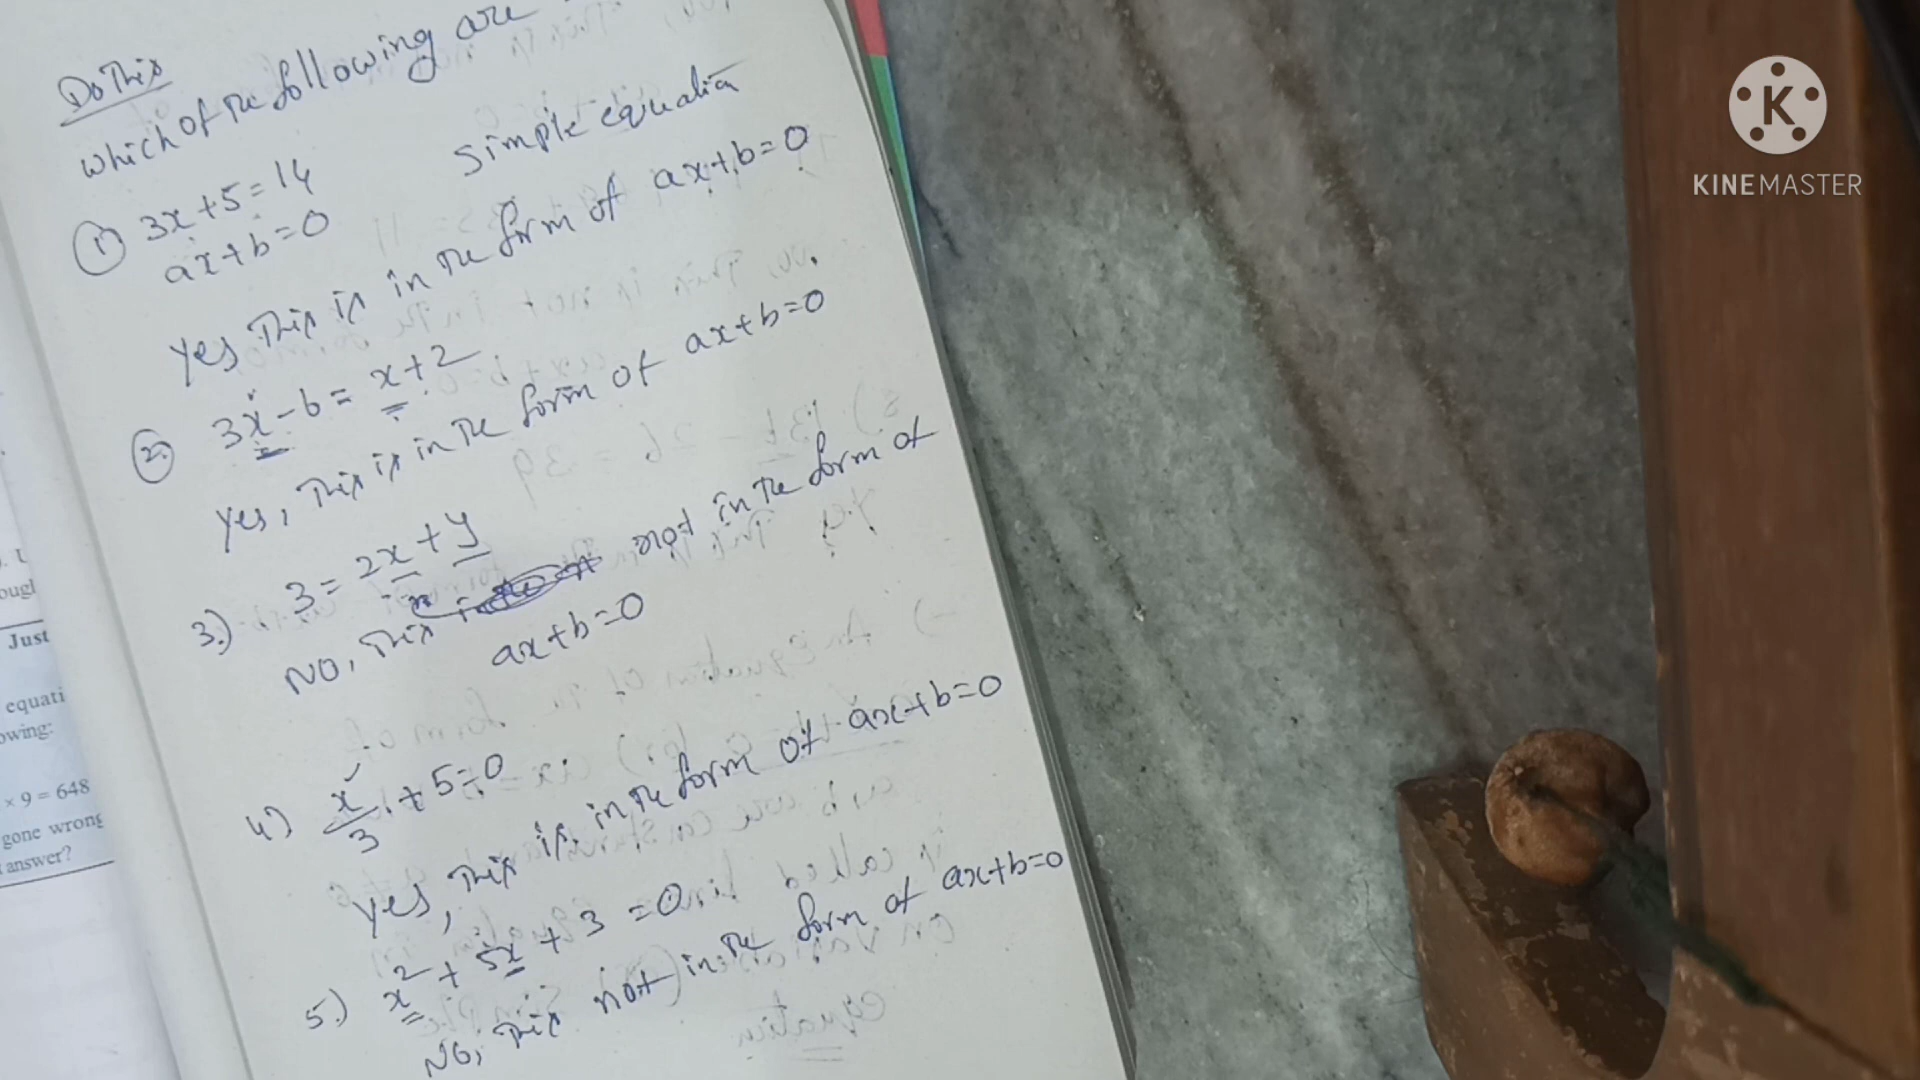 Do This
which of the following are
Simple equation
① 3x+5=14
ax+b=0
Yes This is in the form of ax+b=0
② 3x-6= x+2
Yes, This is in the form of ax+b=0
3.) 3=2x+y
NO, This not in the form of
ax+b=0
4) x/3 + 5=0
Yes, This is in the form of ax+b=0
5.) x²+ 5x+3 =0
NO, This not in the form of ax+b=0
Just
equati
owing:
× 9 = 648
gone wrong
answer?
KINEMASTER